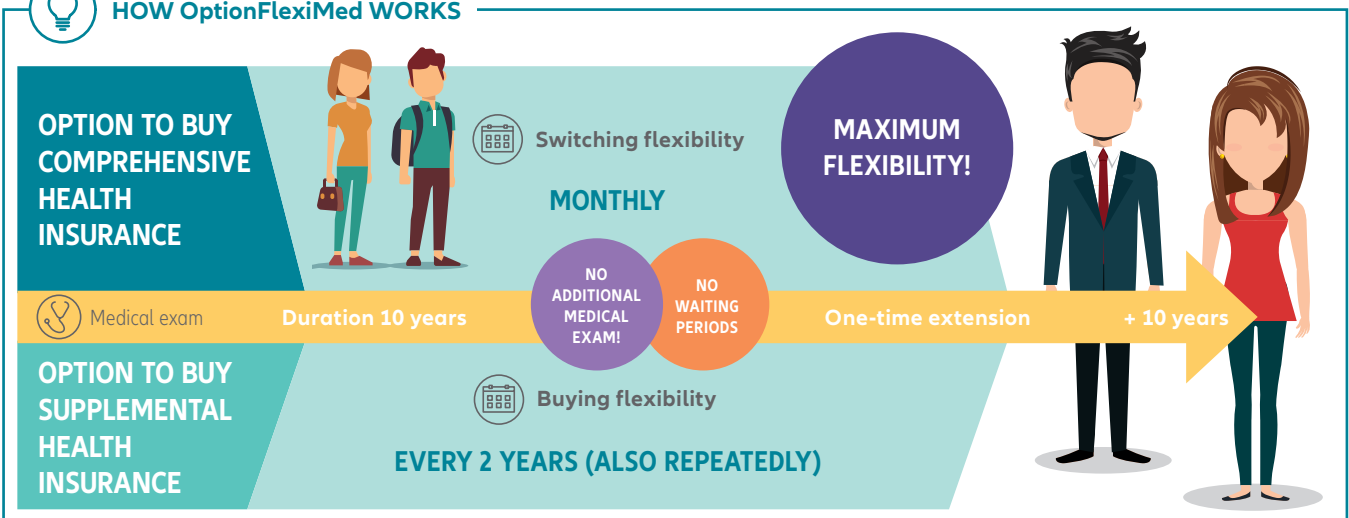 HOW OptionFlexiMed WORKS
OPTION TO BUY
COMPREHENSIVE
HEALTH
INSURANCE
Switching flexibility
MONTHLY
MAXIMUM
FLEXIBILITY!
Medical exam
Duration 10 years
NO
ADDITIONAL
MEDICAL
EXAM!
NO
WAITING
PERIODS
One-time extension
+ 10 years
OPTION TO BUY
SUPPLEMENTAL
HEALTH
INSURANCE
Buying flexibility
EVERY 2 YEARS (ALSO REPEATEDLY)